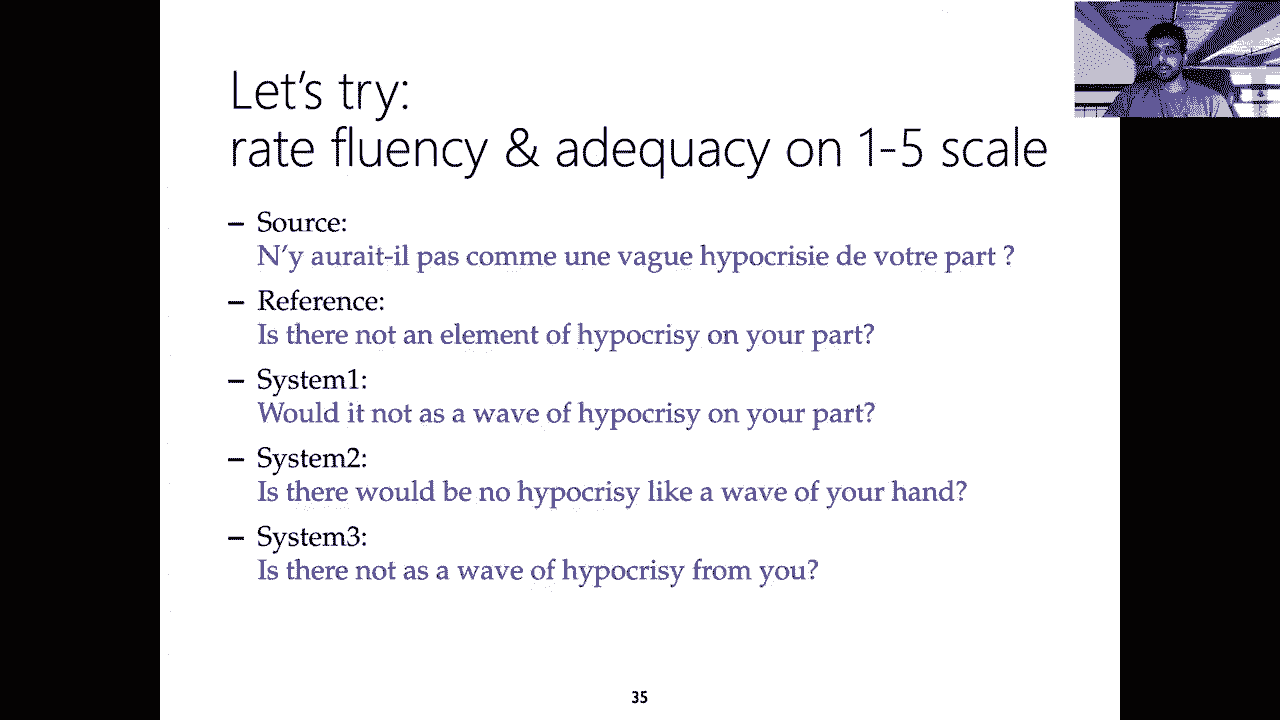 Let's try:
rate fluency & adequacy on 1-5 scale
– Source:
N'y aurait-il pas comme une vague hypocrisie de votre part ?
– Reference:
Is there not an element of hypocrisy on your part?
– System1:
Would it not as a wave of hypocrisy on your part?
– System2:
Is there would be no hypocrisy like a wave of your hand?
– System3:
Is there not as a wave of hypocrisy from you?
35